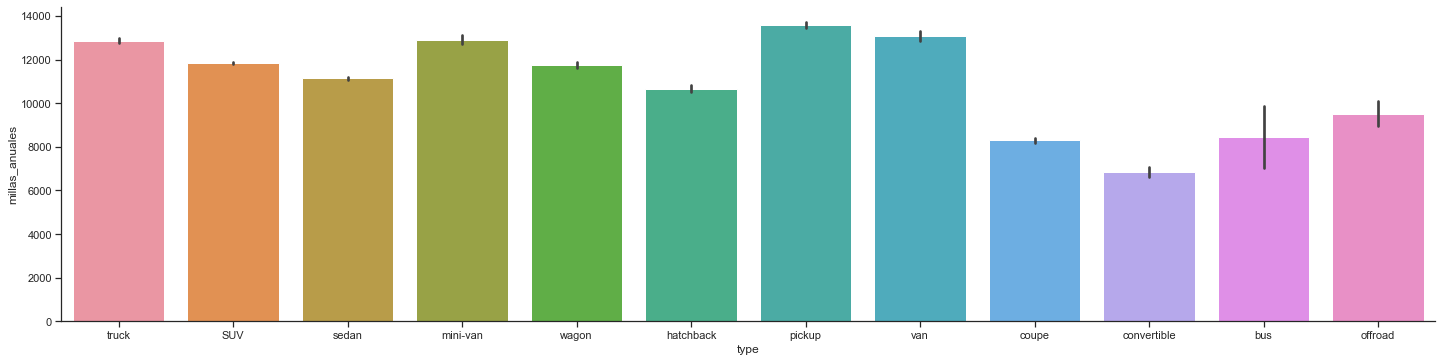 14000
12000
10000
8000
6000
4000
2000
0
millas_anuales
truck SUV sedan mini-van wagon hatchback pickup van coupe convertible bus offroad
type